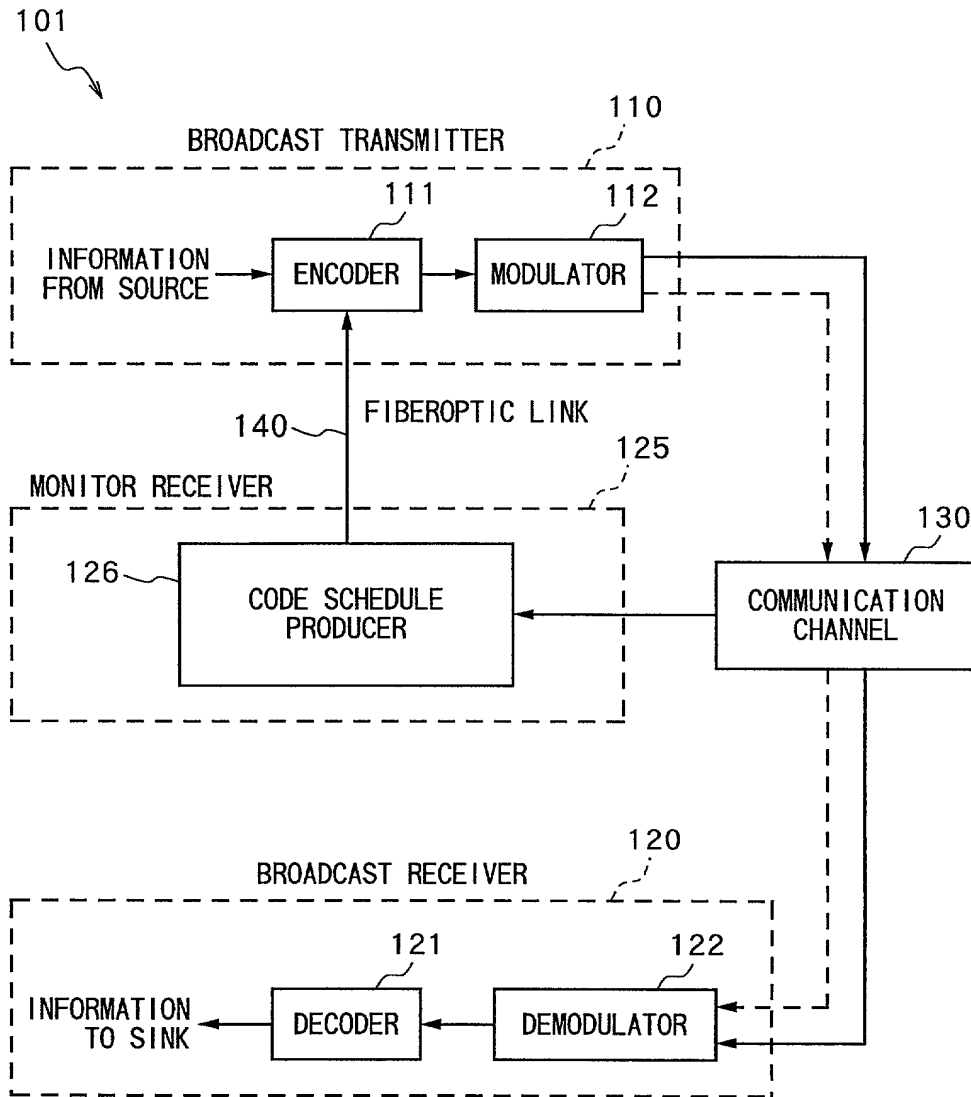 101
110
BROADCAST TRANSMITTER
111
112
INFORMATION
FROM SOURCE
ENCODER
MODULATOR
140
FIBEROPTIC LINK
125
MONITOR RECEIVER
130
126
CODE SCHEDULE
PRODUCER
COMMUNICATION
CHANNEL
120
BROADCAST RECEIVER
121
122
INFORMATION
TO SINK
DECODER
DEMODULATOR